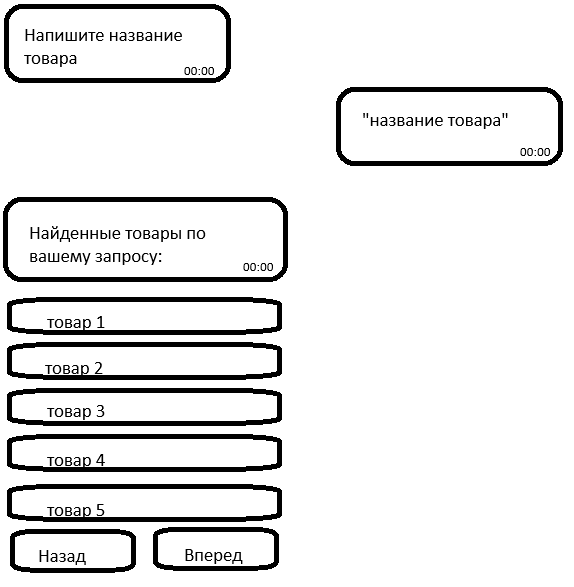 Напишите название
товара
00:00
"название товара"
00:00
Найденные товары по
вашему запросу:
00:00
товар 1
товар 2
товар 3
товар 4
товар 5
Назад
Вперед